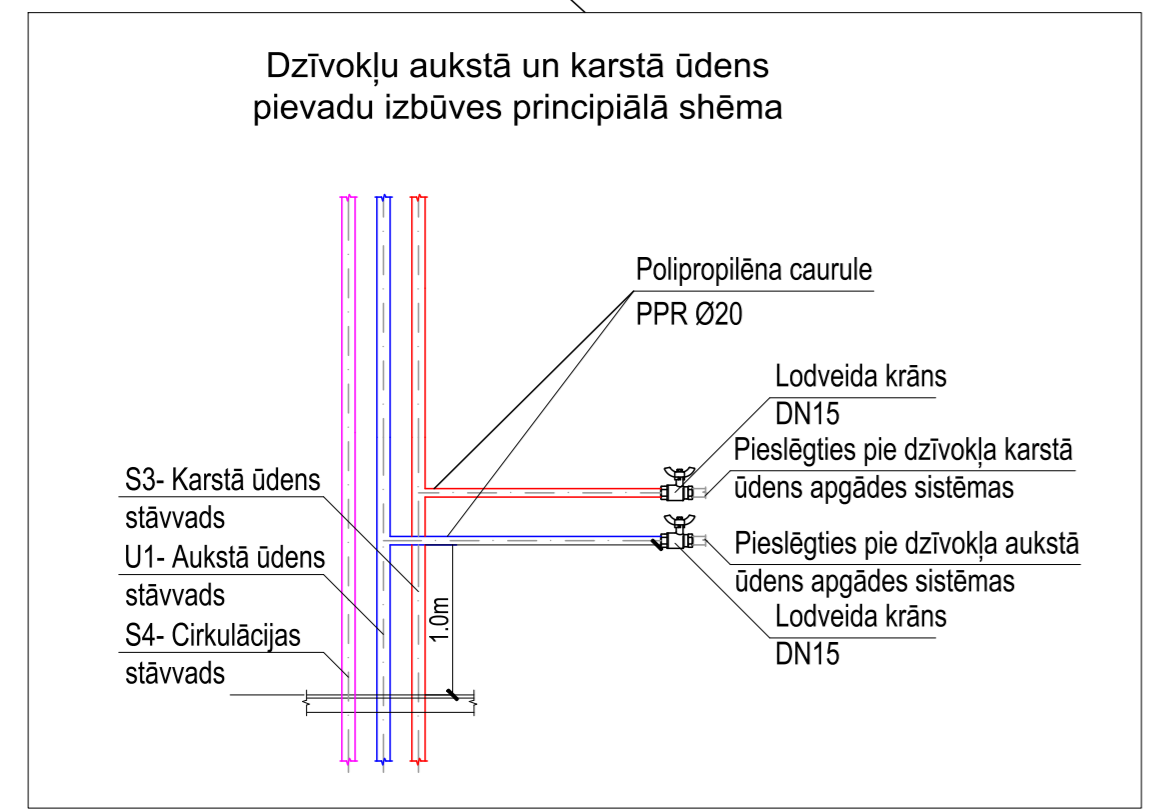 Dzīvokļu aukstā un karstā ūdens
pievadu izbūves principiālā shēma
Polipropilēna caurule
PPR Ø20
Lodveida krāns
DN15
Pieslēgties pie dzīvokļa karstā
ūdens apgādes sistēmas
Pieslēgties pie dzīvokļa aukstā
ūdens apgādes sistēmas
Lodveida krāns
DN15
S3- Karstā ūdens
stāvvads
U1- Aukstā ūdens
stāvvads
S4- Cirkulācijas
stāvvads
1.0m